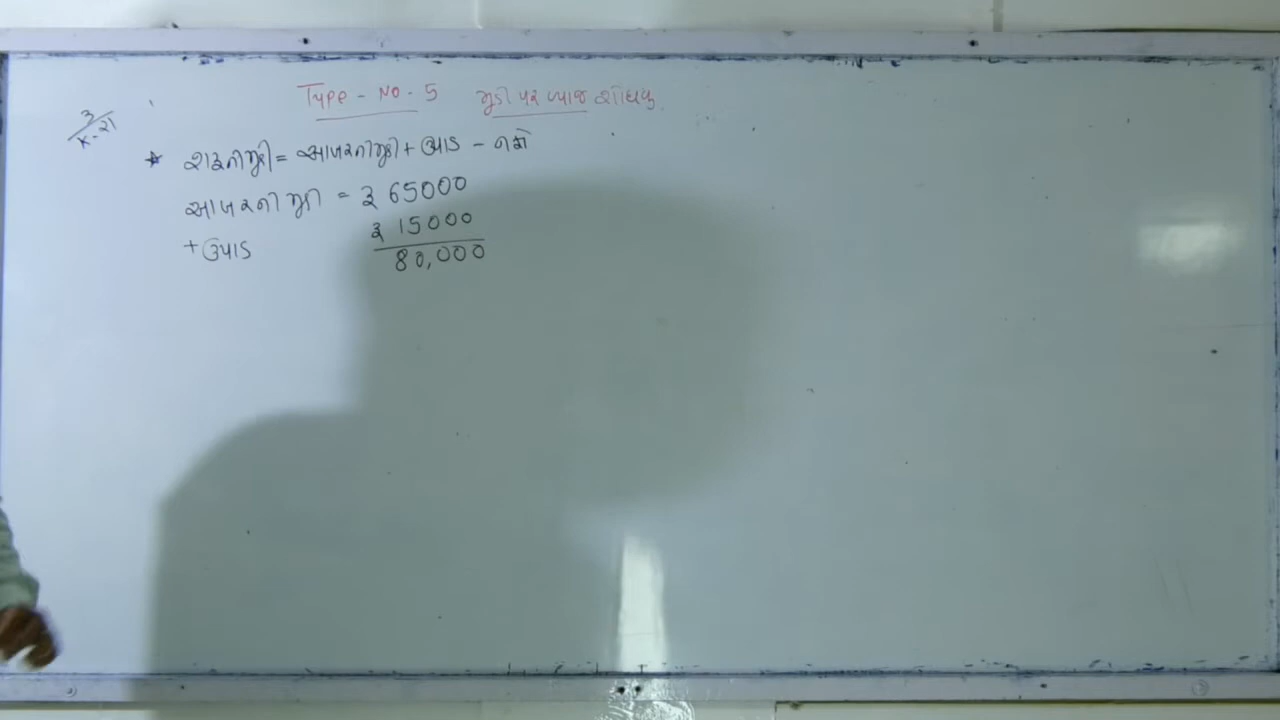 Type - No - 5 મુડી પર વ્યાજ શોધવુ.
* શરૂની મુડી = આખરની મુડી + ઉપાડ - નફો
આખરની મુડી = ₹ 65000
+ ઉપાડ ₹ 15000
80,000